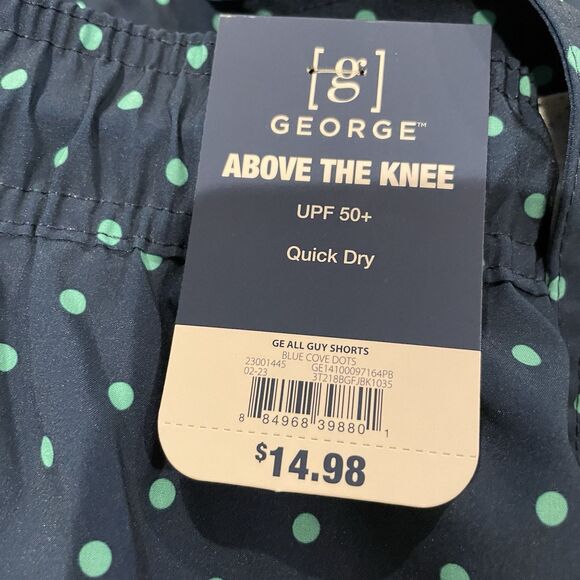 [g]
GEORGE™
ABOVE THE KNEE
UPF 50+
Quick Dry
GE ALL GUY SHORTS
BLUE COVE DOTS
23001445 GE14100097164PB
02-23 3T218BGFJBK1035
8 84968 39880 1
$14.98